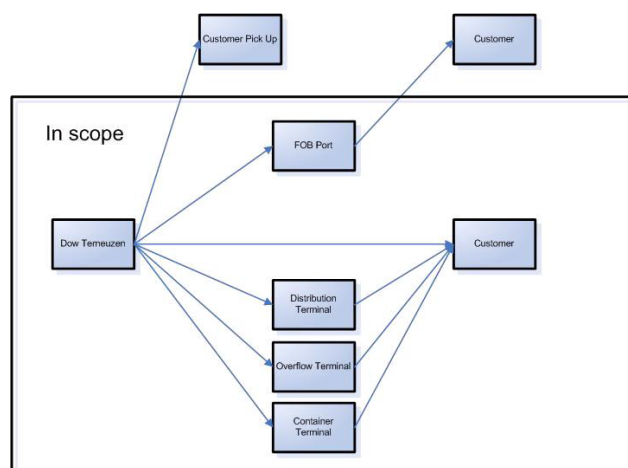 Customer Pick Up
Customer
In scope
FOB Port
Dow Terneuzen
Customer
Distribution
Terminal
Overflow Terminal
Container
Terminal